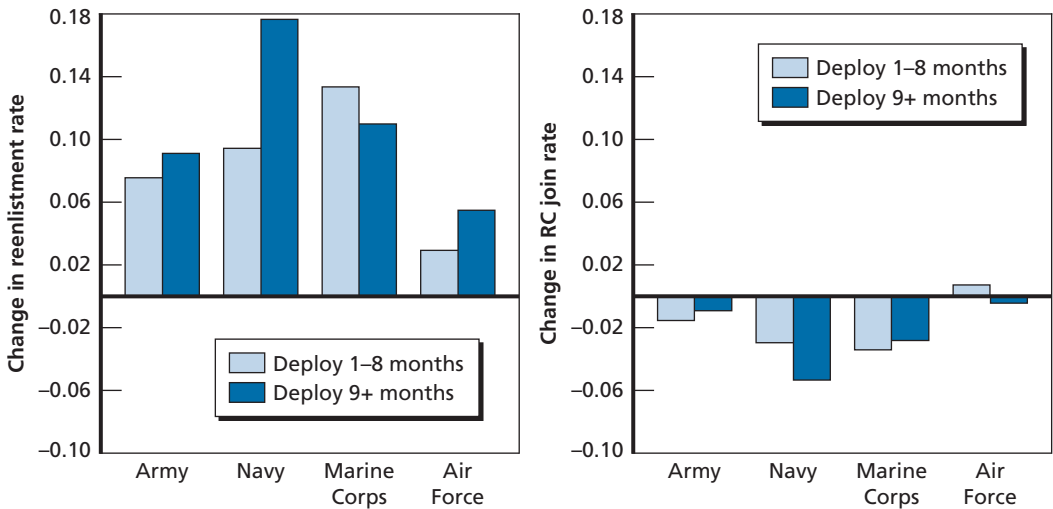 Change in reenlistment rate
0.18
0.14
0.10
0.06
0.02
–0.02
–0.06
–0.10
Deploy 1–8 months
Deploy 9+ months
Army
Navy
Marine
Corps
Air
Force
Change in RC join rate
0.18
0.14
0.10
0.06
0.02
–0.02
–0.06
–0.10
Deploy 1–8 months
Deploy 9+ months
Army
Navy
Marine
Corps
Air
Force